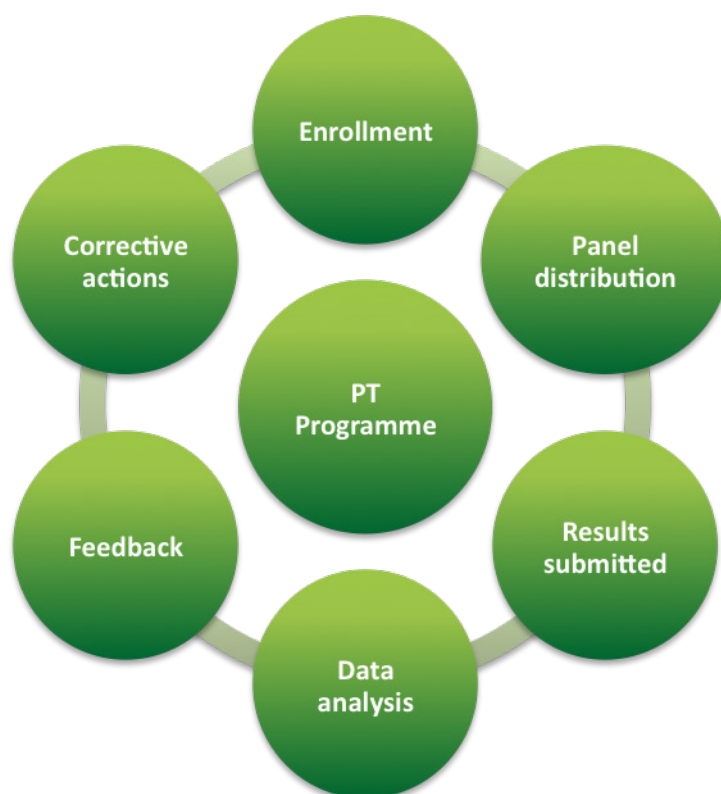 Enrollment
Panel
distribution
Results
submitted
Data
analysis
Feedback
Corrective
actions
PT
Programme